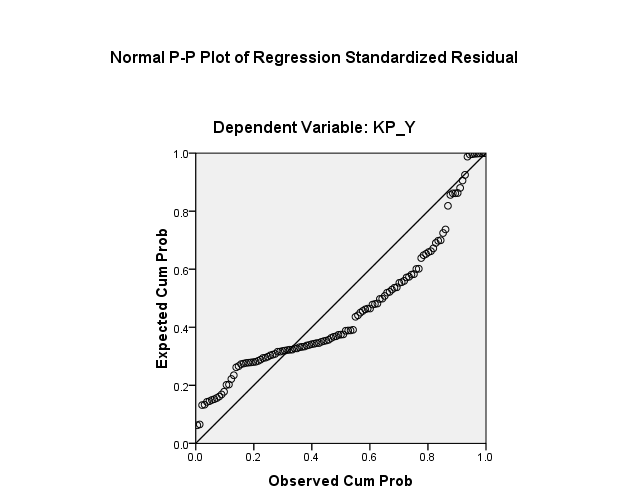 Normal P-P Plot of Regression Standardized Residual
Dependent Variable: KP_Y
Expected Cum Prob
1.0
0.8
0.6
0.4
0.2
0.0
0.0 0.2 0.4 0.6 0.8 1.0
Observed Cum Prob